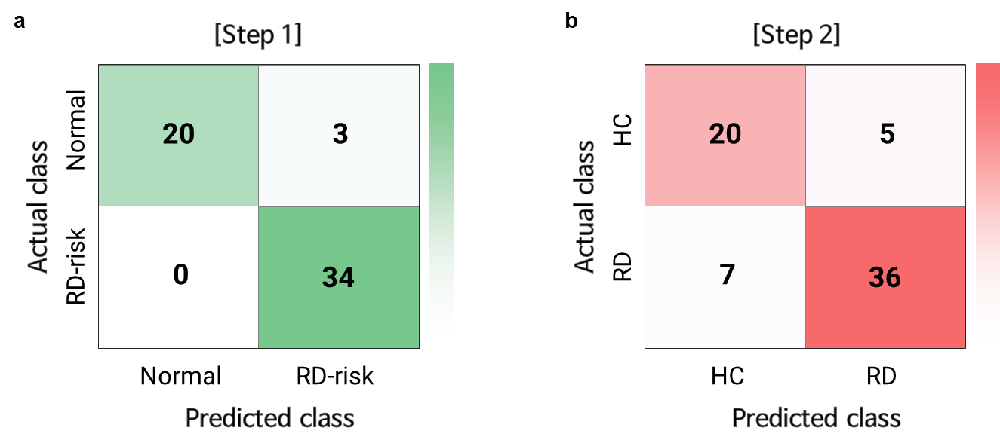 a
[Step 1]
Actual class
Normal
20
3
RD-risk
0
34
Normal
RD-risk
Predicted class
b
[Step 2]
Actual class
HC
20
5
RD
7
36
HC
RD
Predicted class